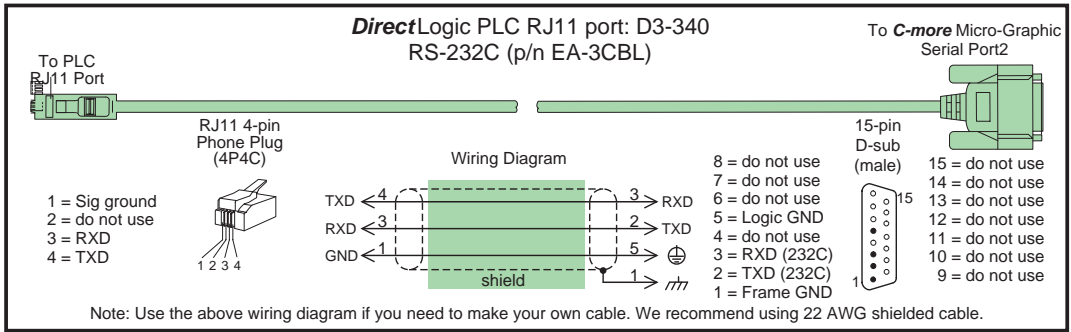 DirectLogic PLC RJ11 port: D3-340
RS-232C (p/n EA-3CBL)
To C-more Micro-Graphic
Serial Port2
To PLC
RJ11 Port
RJ11 4-pin
Phone Plug
(4P4C)
1 = Sig ground
2 = do not use
3 = RXD
4 = TXD
1 2 3 4
Wiring Diagram
TXD 4 3 RXD
RXD 3 2 TXD
GND 1 5
shield 1
8 = do not use
7 = do not use
6 = do not use
5 = Logic GND
4 = do not use
3 = RXD (232C)
2 = TXD (232C)
1 = Frame GND
15-pin
D-sub
(male)
15
1
15 = do not use
14 = do not use
13 = do not use
12 = do not use
11 = do not use
10 = do not use
9 = do not use
Note: Use the above wiring diagram if you need to make your own cable. We recommend using 22 AWG shielded cable.